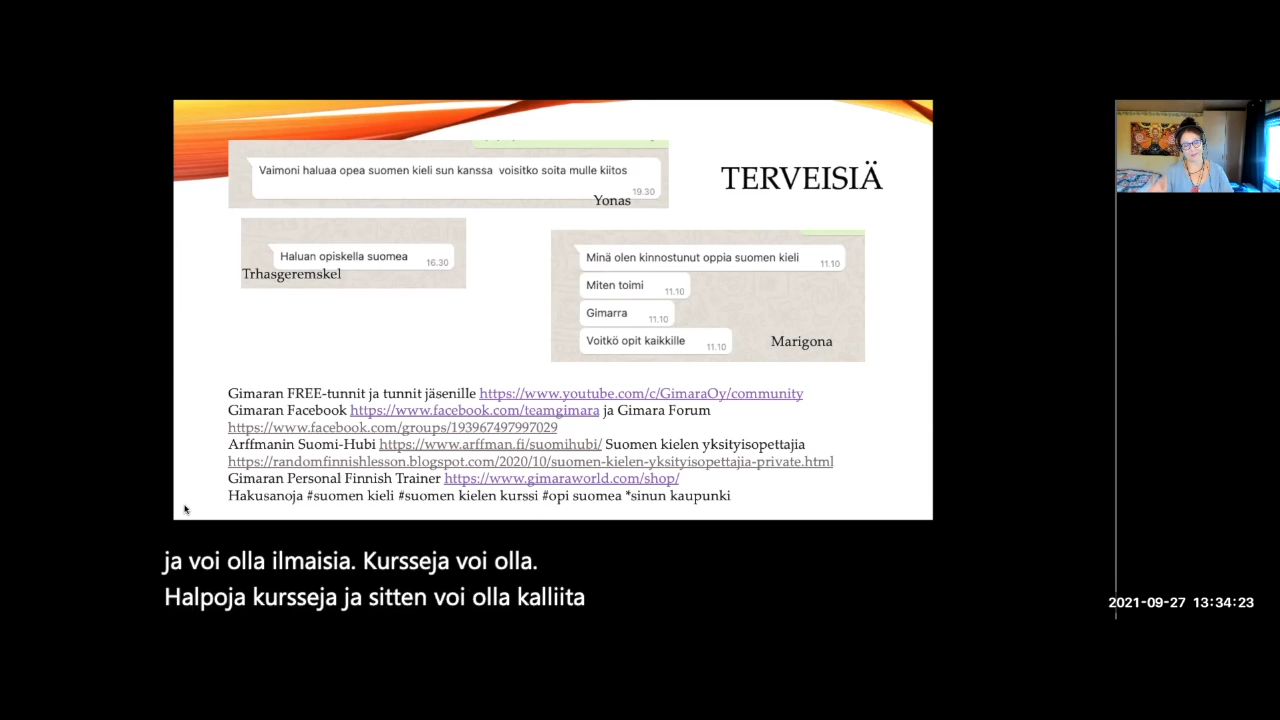 TERVEISIÄ
Vaimoni haluaa opea suomen kieli sun kanssa voisitko soita mulle kiitos
19.30
Yonas
Haluan opiskella suomea
16.30
Trhasgeremskel
Minä olen kinnostunut oppia suomen kieli
11.10
Miten toimi
11.10
Gimarra
11.10
Voitkö opit kaikkille
11.10
Marigona
Gimaran FREE-tunnit ja tunnit jäsenille https://www.youtube.com/c/GimaraOy/community
Gimaran Facebook https://www.facebook.com/teamgimara ja Gimara Forum
https://www.facebook.com/groups/193967497997029
Arffmanin Suomi-Hubi https://www.arffman.fi/suomihubi/ Suomen kielen yksityisopettajia
https://randomfinnishlesson.blogspot.com/2020/10/suomen-kielen-yksityisopettajia-private.html
Gimaran Personal Finnish Trainer https://www.gimaraworld.com/shop/
Hakusanoja #suomen kieli #suomen kielen kurssi #opi suomea *sinun kaupunki
ja voi olla ilmaisia. Kursseja voi olla.
Halpoja kursseja ja sitten voi olla kalliita
2021-09-27 13:34:23